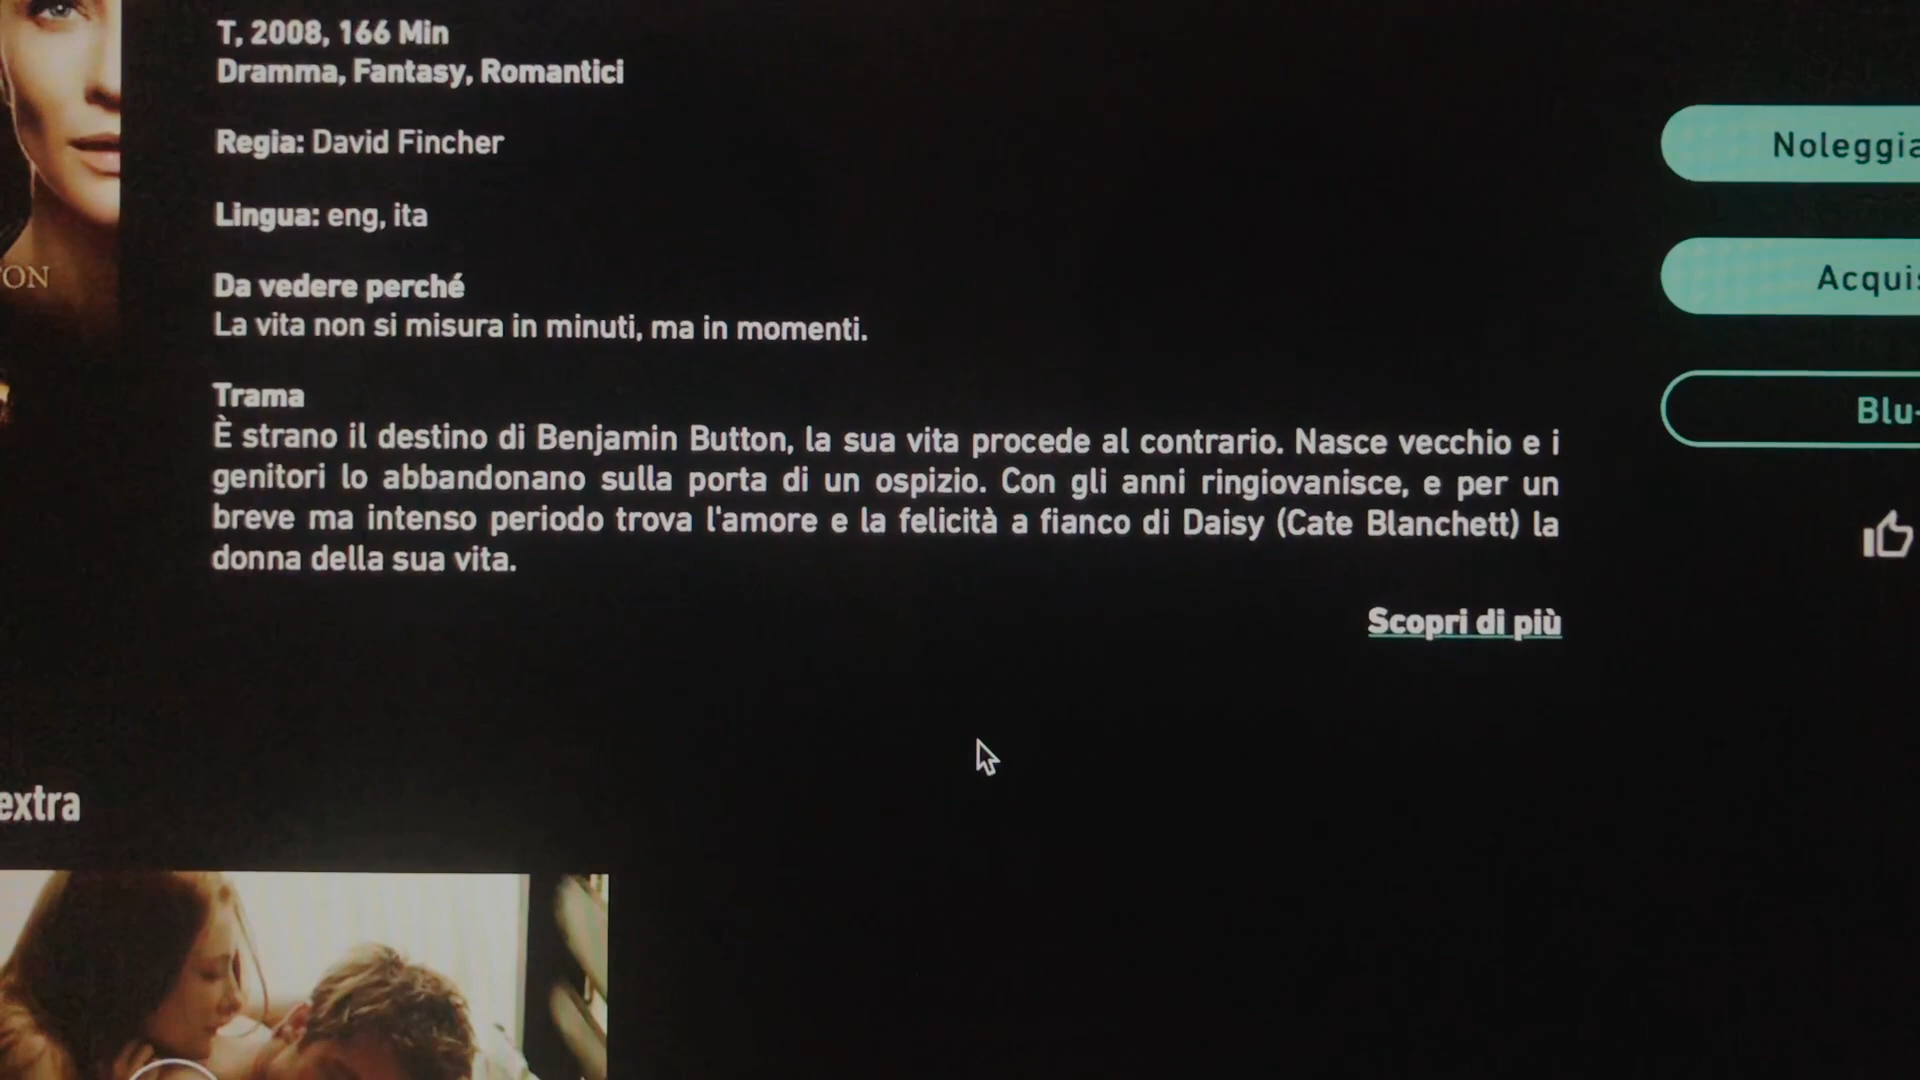 T, 2008, 166 Min
Dramma, Fantasy, Romantici
Regia: David Fincher
Lingua: eng, ita
Da vedere perché
La vita non si misura in minuti, ma in momenti.
Trama
È strano il destino di Benjamin Button, la sua vita procede al contrario. Nasce vecchio e i
genitori lo abbandonano sulla porta di un ospizio. Con gli anni ringiovanisce, e per un
breve ma intenso periodo trova l'amore e la felicità a fianco di Daisy (Cate Blanchett) la
donna della sua vita.
Scopri di più
Noleggia
Acquis
Blu-
TON
extra